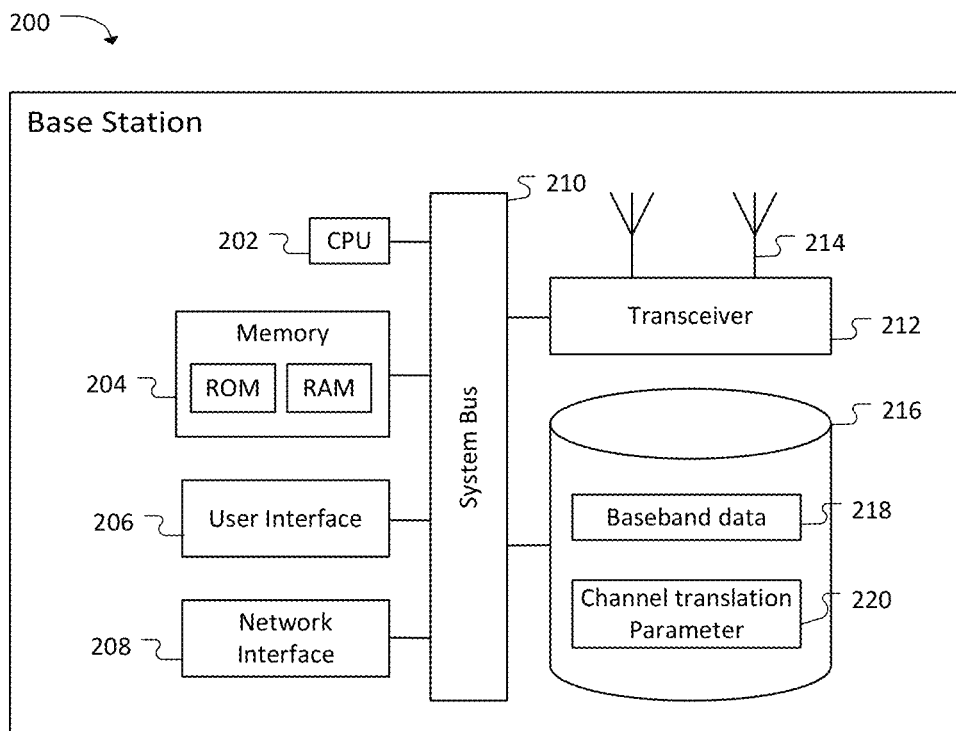 200
Base Station
210
202
CPU
214
Transceiver
212
Memory
204
ROM
RAM
216
System Bus
Baseband data
218
206
User Interface
Channel translation
Parameter
220
Network
Interface
208